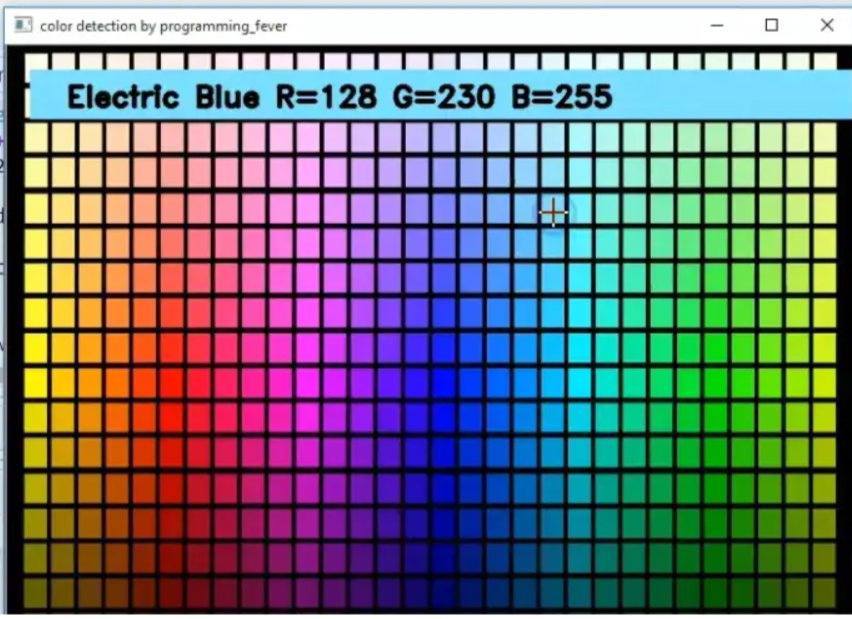 color detection by programming_fever
Electric Blue R=128 G=230 B=255